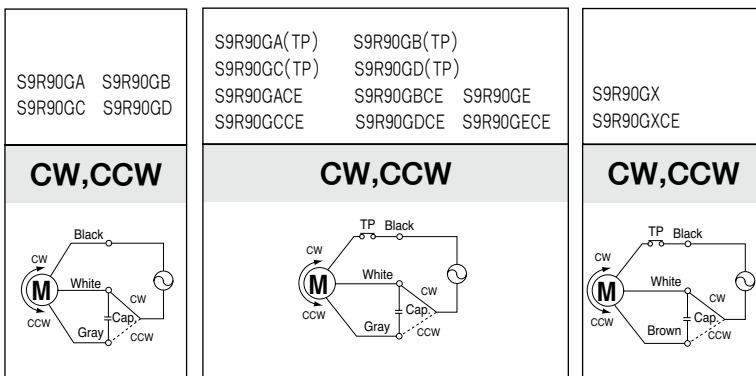 S9R90GA S9R90GB
S9R90GC S9R90GD
CW,CCW
Black
CW
White
CW
M
Cap.
CCW
Gray
CCW
S9R90GA(TP) S9R90GB(TP)
S9R90GC(TP) S9R90GD(TP)
S9R90GACE S9R90GBCE S9R90GE
S9R90GCCE S9R90GDCE S9R90GECE
CW,CCW
TP Black
CW
White
CW
M
Cap.
CCW
Gray
CCW
S9R90GX
S9R90GXCE
CW,CCW
TP Black
CW
White
CW
M
Cap.
CCW
Brown
CCW